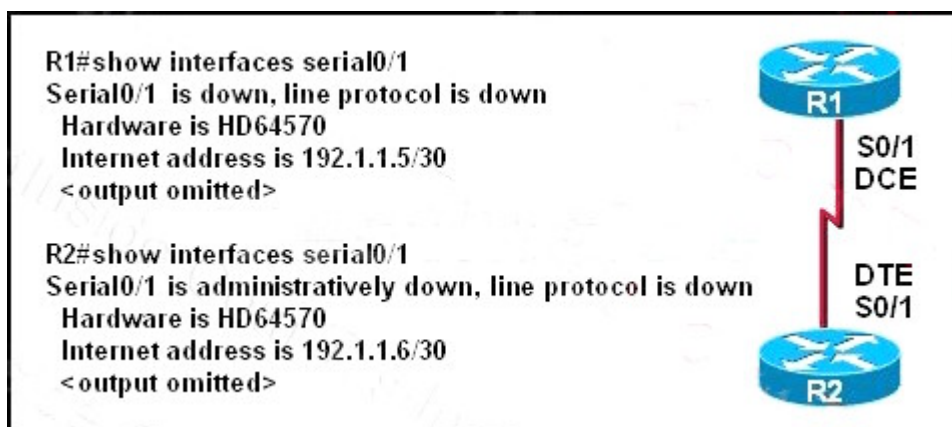 R1#show interfaces serial0/1
Serial0/1 is down, line protocol is down
Hardware is HD64570
Internet address is 192.1.1.5/30
<output omitted>
R2#show interfaces serial0/1
Serial0/1 is administratively down, line protocol is down
Hardware is HD64570
Internet address is 192.1.1.6/30
<output omitted>
R1
S0/1
DCE
DTE
S0/1
R2